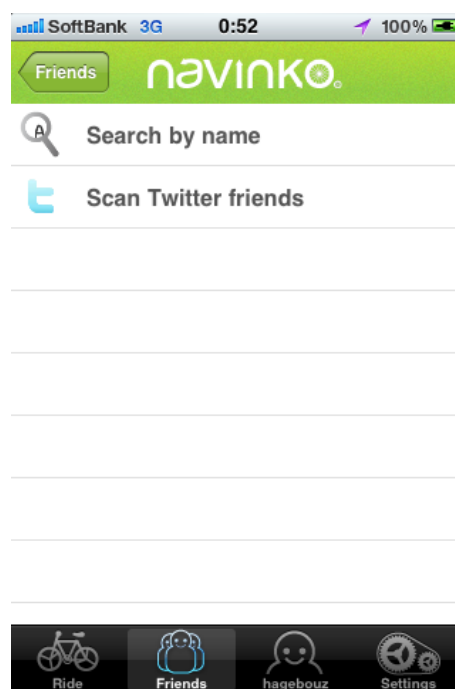 SoftBank 3G 0:52 100%
Friends navinko
Search by name
Scan Twitter friends
Ride Friends hagebouz Settings